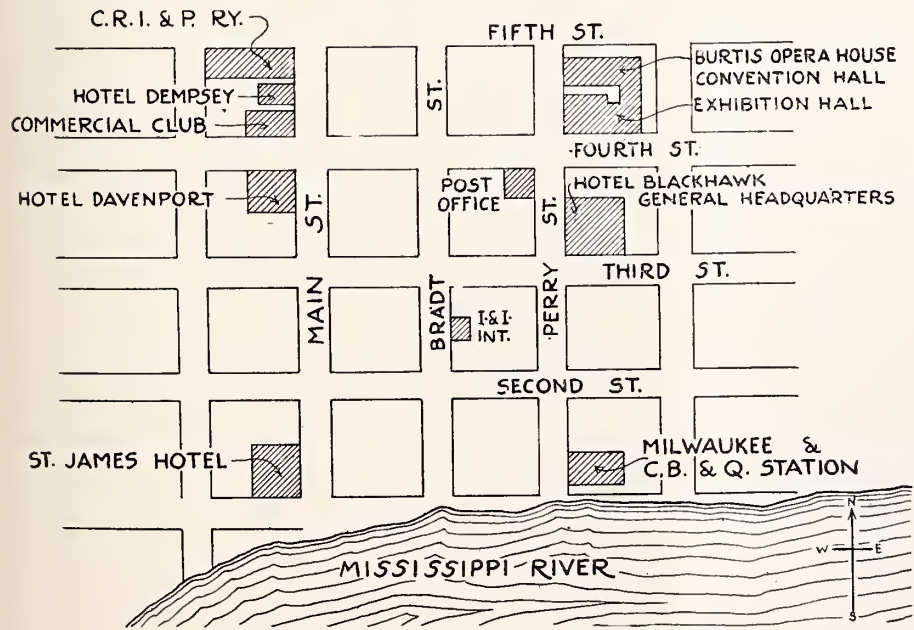 C.R.I. & P. RY.
FIFTH ST.
HOTEL DEMPSEY
COMMERCIAL CLUB
ST.
BURTIS OPERA HOUSE
CONVENTION HALL
EXHIBITION HALL
FOURTH ST.
HOTEL DAVENPORT
ST.
POST
OFFICE
ST.
HOTEL BLACKHAWK
GENERAL HEADQUARTERS
THIRD ST.
MAIN
BRADT
I.&I.
INT.
PERRY
SECOND ST.
ST. JAMES HOTEL
MILWAUKEE &
C.B. & Q. STATION
MISSISSIPPI RIVER
N
W E
S